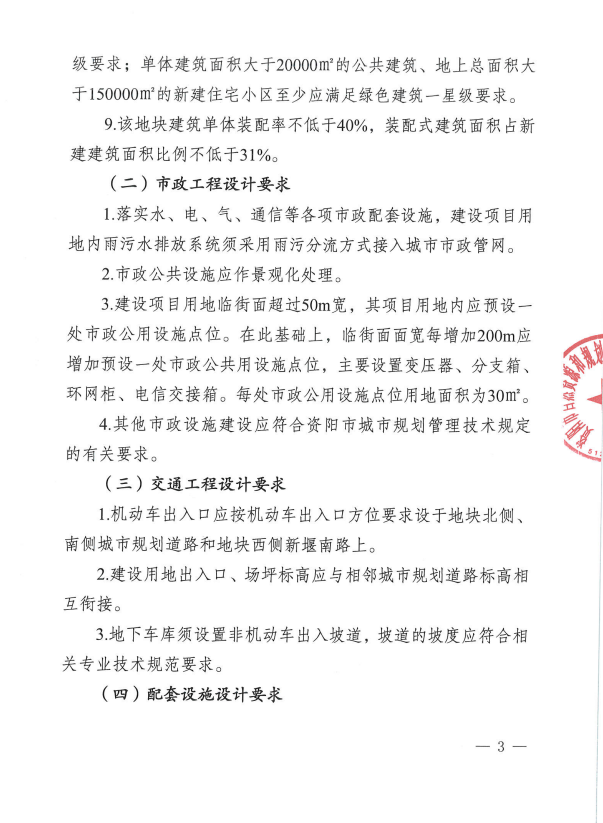 级要求；单体建筑面积大于20000㎡的公共建筑、地上总面积大
于150000㎡的新建住宅小区至少应满足绿色建筑一星级要求。
9.该地块建筑单体装配率不低于40%，装配式建筑面积占新
建建筑面积比例不低于31%。
（二）市政工程设计要求
1.落实水、电、气、通信等各项市政配套设施，建设项目用
地内雨污水排放系统须采用雨污分流方式接入城市市政管网。
2.市政公共设施应作景观化处理。
3.建设项目用地临街面超过50m宽，其项目用地内应预设一
处市政公用设施点位。在此基础上，临街面面宽每增加200m应
增加预设一处市政公共用设施点位，主要设置变压器、分支箱、
环网柜、电信交接箱。每处市政公用设施点位用地面积为30㎡。
4.其他市政设施建设应符合资阳市城市规划管理技术规定
的有关要求。
（三）交通工程设计要求
1.机动车出入口应按机动车出入口方位要求设于地块北侧、
南侧城市规划道路和地块西侧新堰南路上。
2.建设用地出入口、场坪标高应与相邻城市规划道路标高相
互衔接。
3.地下车库须设置非机动车出入坡道，坡道的坡度应符合相
关专业技术规范要求。
（四）配套设施设计要求
— 3 —